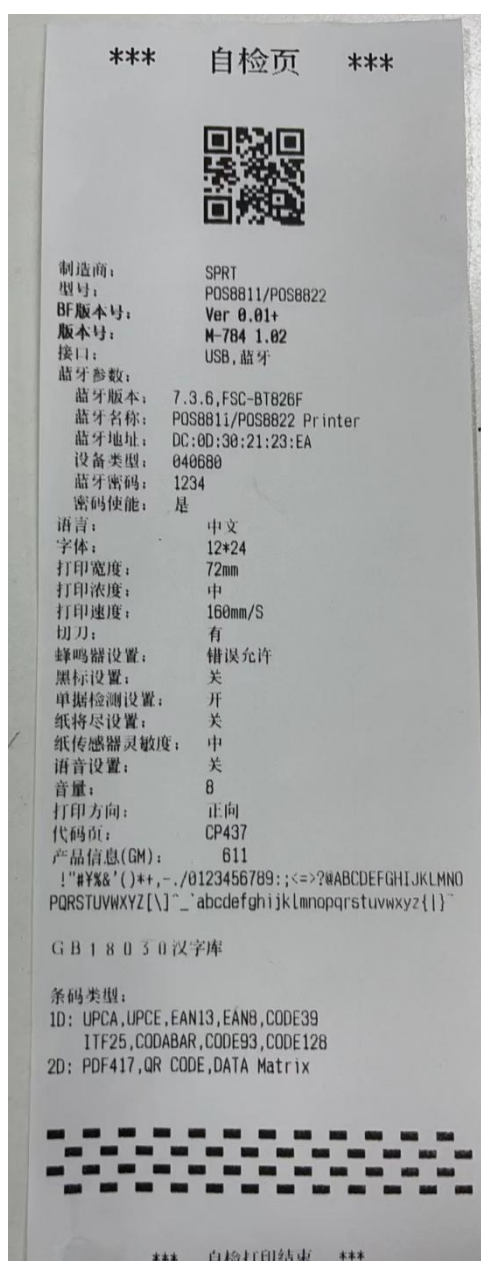 *** 自检页 ***
制造商： SPRT
型号： POS8811/POS8822
BF版本号： Ver 0.01+
版本号： M-784 1.02
接口： USB,蓝牙
蓝牙参数：
蓝牙版本： 7.3.6,FSC-BT826F
蓝牙名称： POS8811/POS8822 Printer
蓝牙地址： DC:0D:30:21:23:EA
设备类型： 040680
蓝牙密码： 1234
密码使能： 是
语言： 中文
字体： 12*24
打印宽度： 72mm
打印浓度： 中
打印速度： 160mm/S
切刀： 有
蜂鸣器设置： 错误允许
黑标设置： 关
单据检测设置： 开
纸将尽设置： 关
纸传感器灵敏度： 中
语音设置： 关
音量： 8
打印方向： 正向
代码页： CP437
产品信息(GM)： 611
!"#¥%&'()*+,-./0123456789:;<=>?@ABCDEFGHIJKLMNO
PQRSTUVWXYZ[\]^_`abcdefghijklmnopqrstuvwxyz{|}~
GB18030汉字库
条码类型：
1D: UPCA,UPCE,EAN13,EAN8,CODE39
ITF25,CODABAR,CODE93,CODE128
2D: PDF417,QR CODE,DATA Matrix
*** 自检打印结束 ***